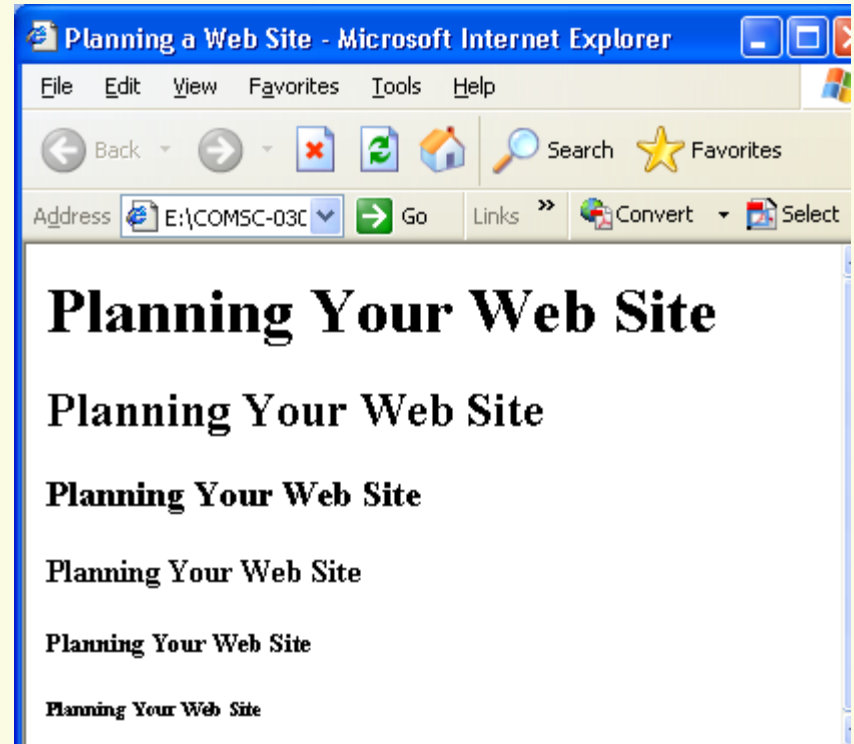 Planning a Web Site - Microsoft Internet Explorer
File Edit View Favorites Tools Help
Back Search Favorites
Address E:\COMSC-03D Go Links » Convert Select
Planning Your Web Site
Planning Your Web Site
Planning Your Web Site
Planning Your Web Site
Planning Your Web Site
Planning Your Web Site